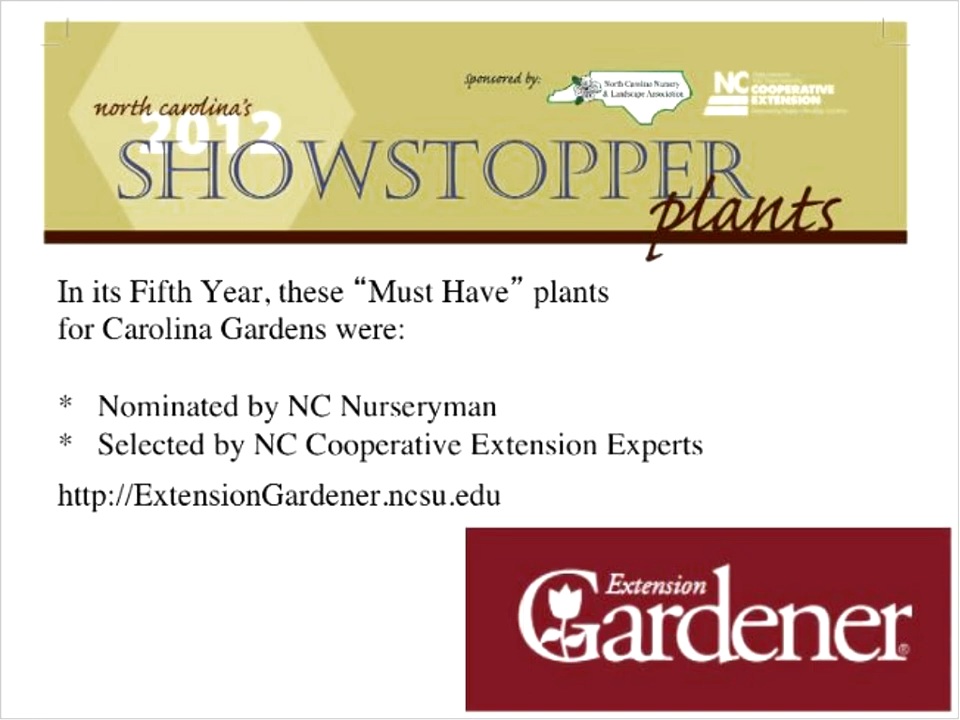 Sponsored by:
North Carolina Nursery
& Landscape Association
NC
COOPERATIVE
EXTENSION
north carolina's
2012
SHOWSTOPPER
plants
In its Fifth Year, these “Must Have” plants
for Carolina Gardens were:
* Nominated by NC Nurseryman
* Selected by NC Cooperative Extension Experts
http://ExtensionGardener.ncsu.edu
Extension
Gardener®